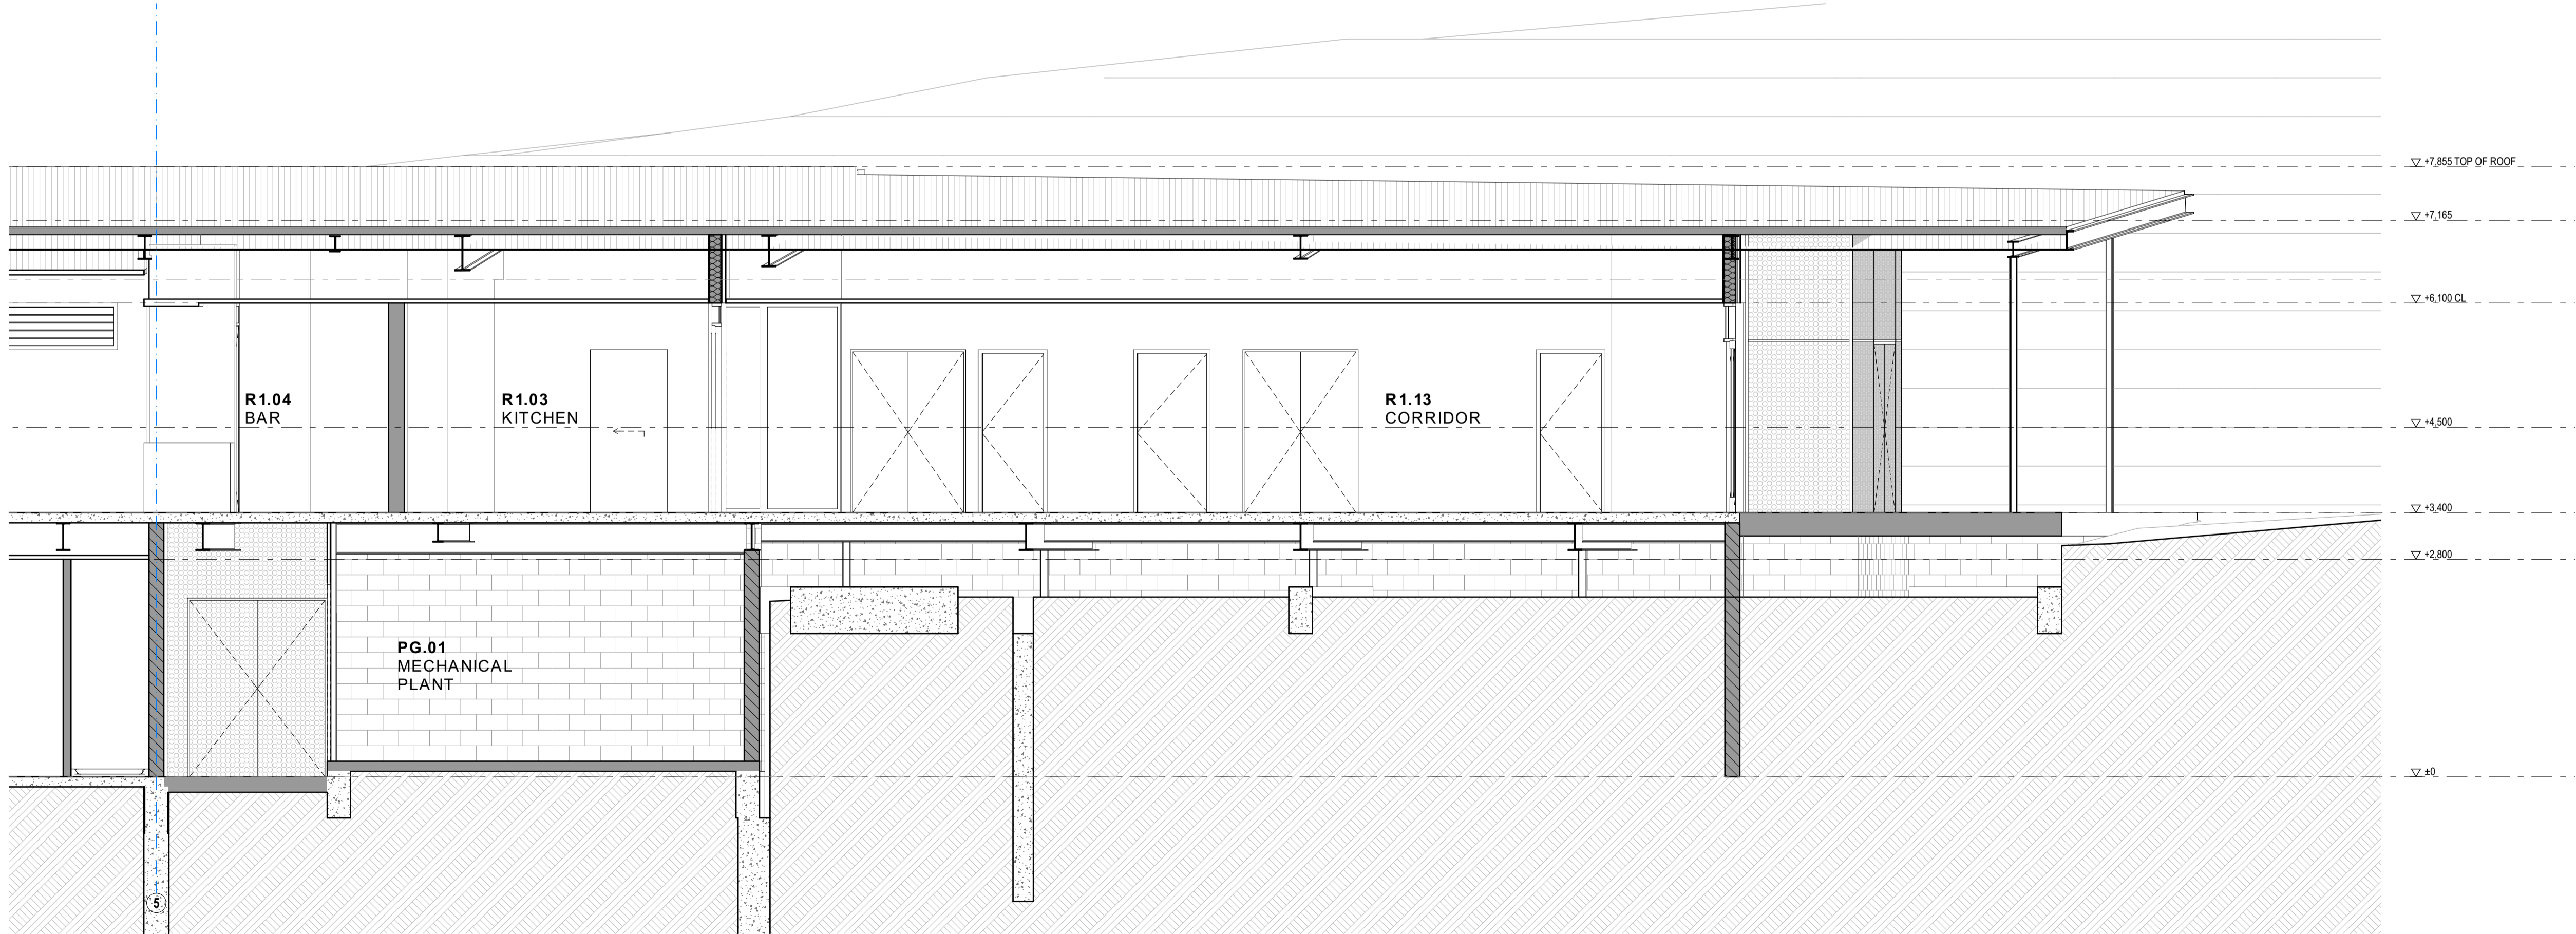 +7,855 TOP OF ROOF
+7,165
+6,100 CL
R1.04
BAR
R1.03
KITCHEN
R1.13
CORRIDOR
+4,500
+3,400
+2,800
PG.01
MECHANICAL
PLANT
±0
5